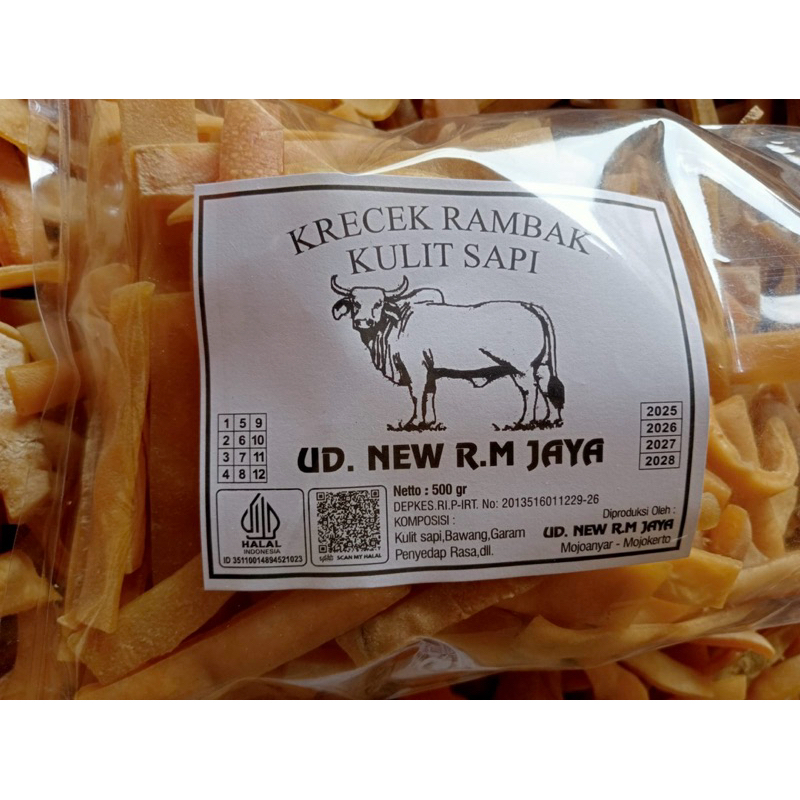 KRECEK RAMBAK
KULIT SAPI
1 5 9
2 6 10
3 7 11
4 8 12
2025
2026
2027
2028
UD. NEW R.M JAYA
HALAL
INDONESIA
ID 35110014894521023
SCAN MY HALAL
Netto : 500 gr
DEPKES.RI.P-IRT. No: 2013516011229-26
KOMPOSISI :
Kulit sapi,Bawang,Garam
Penyedap Rasa,dll.
Diproduksi Oleh :
UD. NEW R.M JAYA
Mojoanyar - Mojokerto